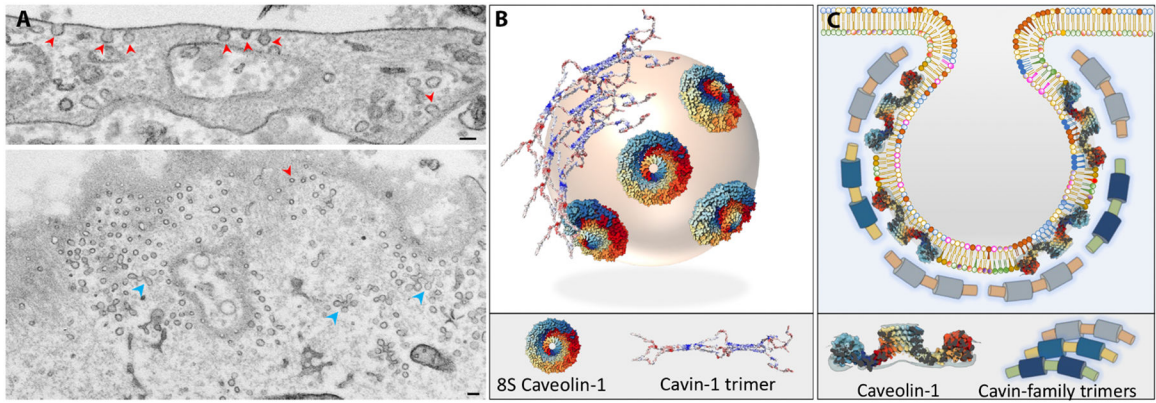 A
B
C
8S Caveolin-1
Cavin-1 trimer
Caveolin-1
Cavin-family trimers